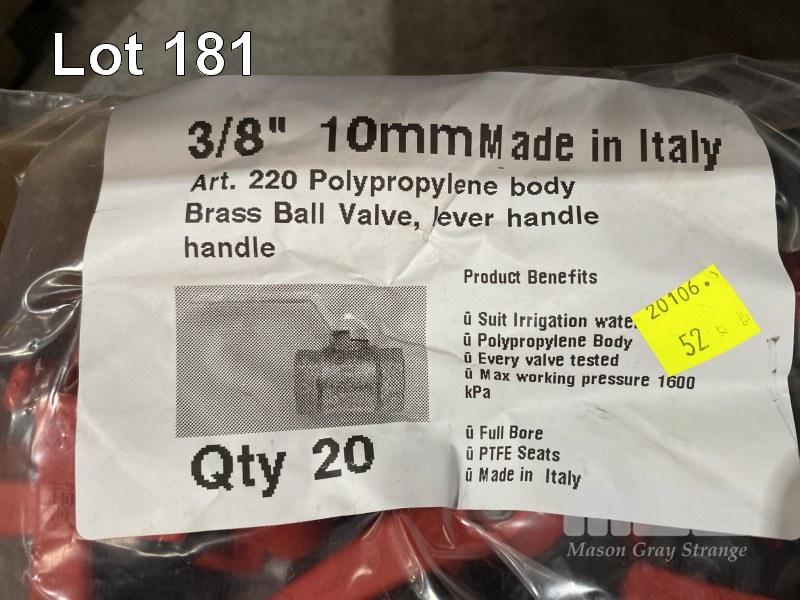 Lot 181
3/8" 10mm Made in Italy
Art. 220 Polypropylene body
Brass Ball Valve, lever handle
handle
Product Benefits
ü Suit Irrigation wate
ü Polypropylene Body
ü Every valve tested
ü Max working pressure 1600
kPa
ü Full Bore
ü PTFE Seats
ü Made in Italy
20106.
52
Qty 20
Mason Gray Strange